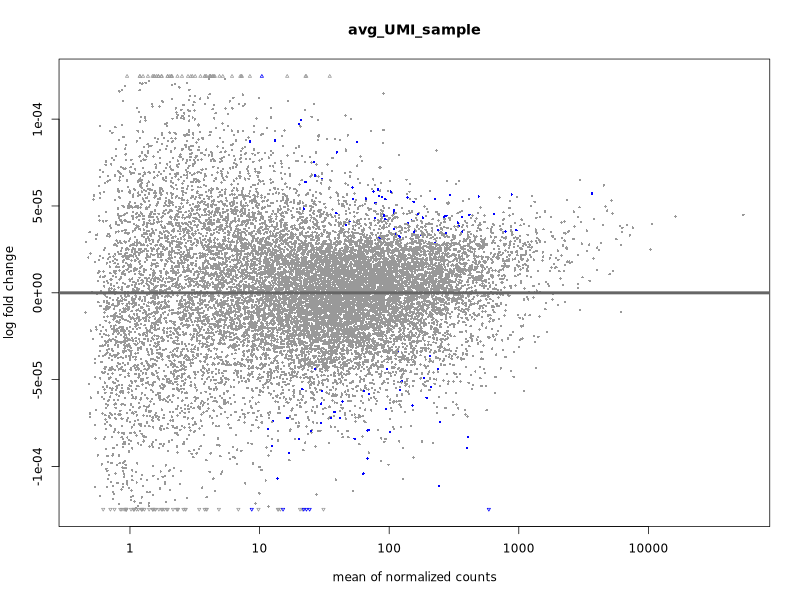 avg_UMI_sample
log fold change
1e-04
5e-05
0e+00
-5e-05
-1e-04
1
10
100
1000
10000
mean of normalized counts